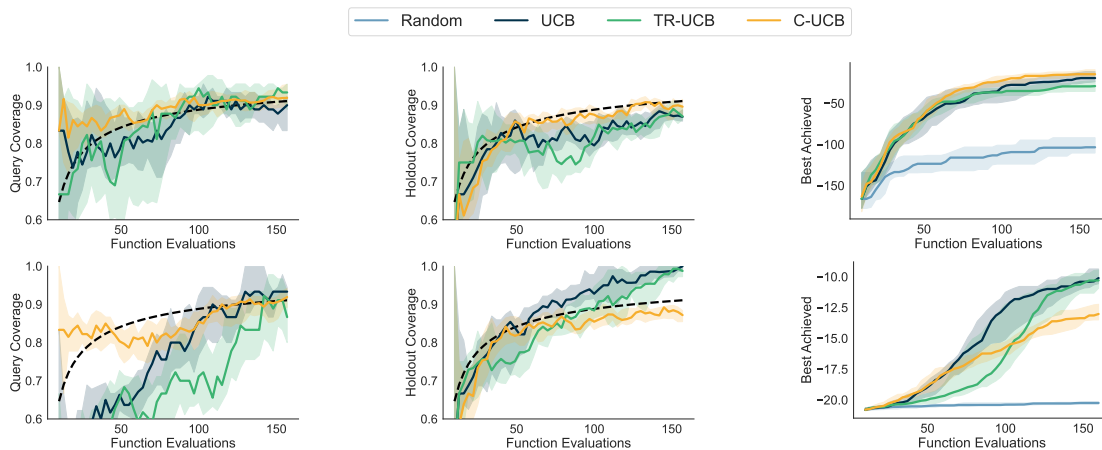 Random UCB TR-UCB C-UCB
Query Coverage
1.0
0.9
0.8
0.7
0.6
50 100 150
Function Evaluations
Holdout Coverage
1.0
0.9
0.8
0.7
0.6
50 100 150
Function Evaluations
Best Achieved
−50
−100
−150
50 100 150
Function Evaluations
Query Coverage
1.0
0.9
0.8
0.7
0.6
50 100 150
Function Evaluations
Holdout Coverage
1.0
0.9
0.8
0.7
0.6
50 100 150
Function Evaluations
Best Achieved
−10.0
−12.5
−15.0
−17.5
−20.0
50 100 150
Function Evaluations